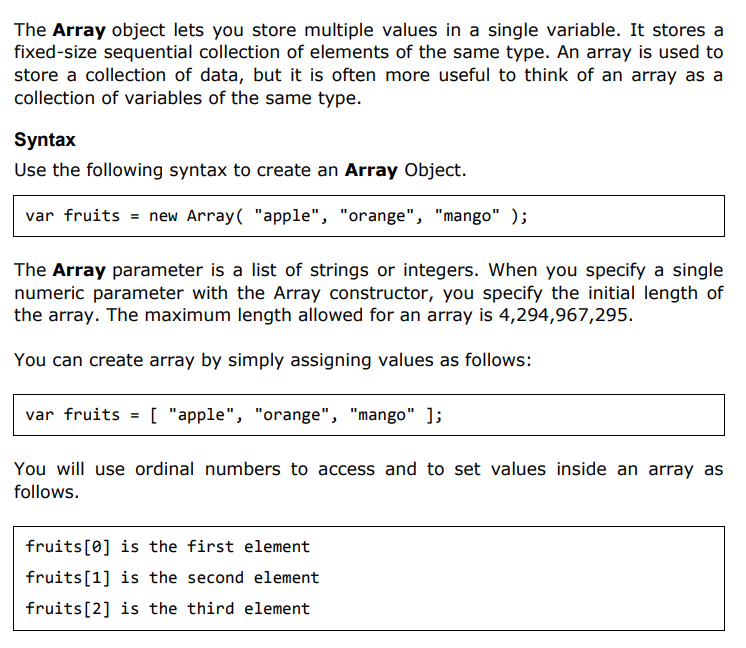 The Array object lets you store multiple values in a single variable. It stores a
fixed-size sequential collection of elements of the same type. An array is used to
store a collection of data, but it is often more useful to think of an array as a
collection of variables of the same type.
Syntax
Use the following syntax to create an Array Object.
var fruits = new Array( "apple", "orange", "mango" );
The Array parameter is a list of strings or integers. When you specify a single
numeric parameter with the Array constructor, you specify the initial length of
the array. The maximum length allowed for an array is 4,294,967,295.
You can create array by simply assigning values as follows:
var fruits = [ "apple", "orange", "mango" ];
You will use ordinal numbers to access and to set values inside an array as
follows.
fruits[0] is the first element
fruits[1] is the second element
fruits[2] is the third element